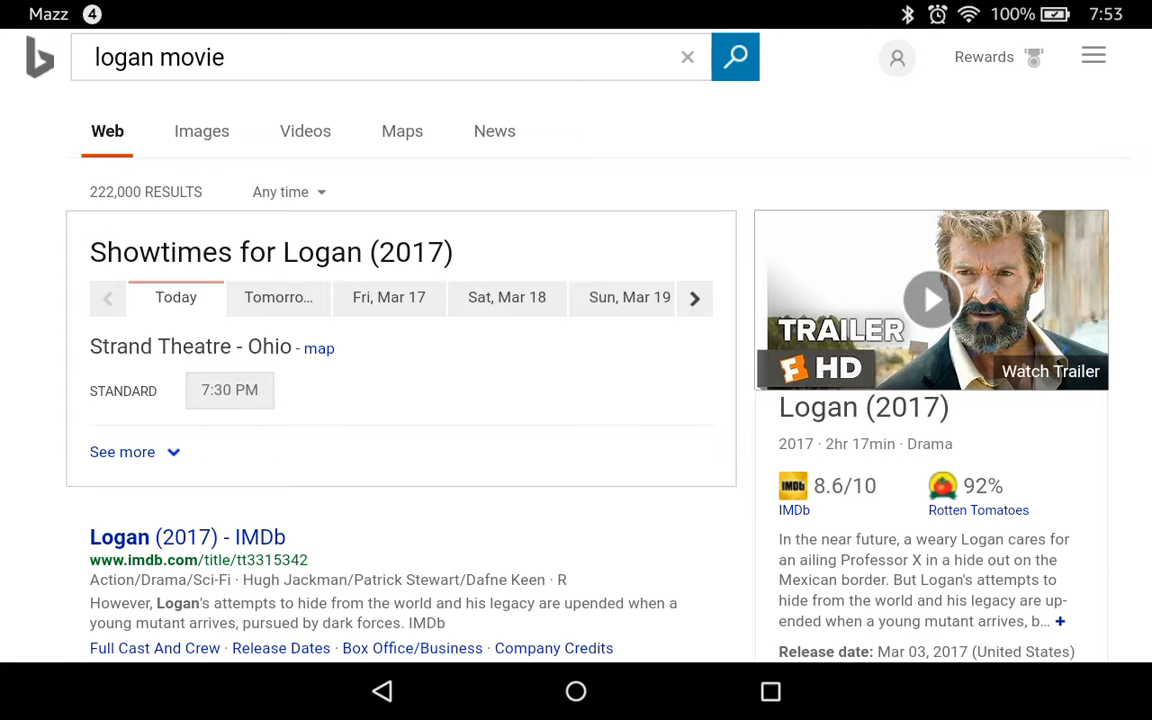 Mazz 4 100% 7:53
logan movie
Rewards
Web Images Videos Maps News
222,000 RESULTS Any time
Showtimes for Logan (2017)
Today Tomorro... Fri, Mar 17 Sat, Mar 18 Sun, Mar 19
Strand Theatre - Ohio - map
STANDARD 7:30 PM
See more
Logan (2017) - IMDb
www.imdb.com/title/tt3315342
Action/Drama/Sci-Fi · Hugh Jackman/Patrick Stewart/Dafne Keen · R
However, Logan's attempts to hide from the world and his legacy are upended when a
young mutant arrives, pursued by dark forces. IMDb
Full Cast And Crew · Release Dates · Box Office/Business · Company Credits
TRAILER
F HD
Watch Trailer
Logan (2017)
2017 · 2hr 17min · Drama
IMDb 8.6/10 92%
IMDb Rotten Tomatoes
In the near future, a weary Logan cares for
an ailing Professor X in a hide out on the
Mexican border. But Logan's attempts to
hide from the world and his legacy are up-
ended when a young mutant arrives, b... +
Release date: Mar 03, 2017 (United States)